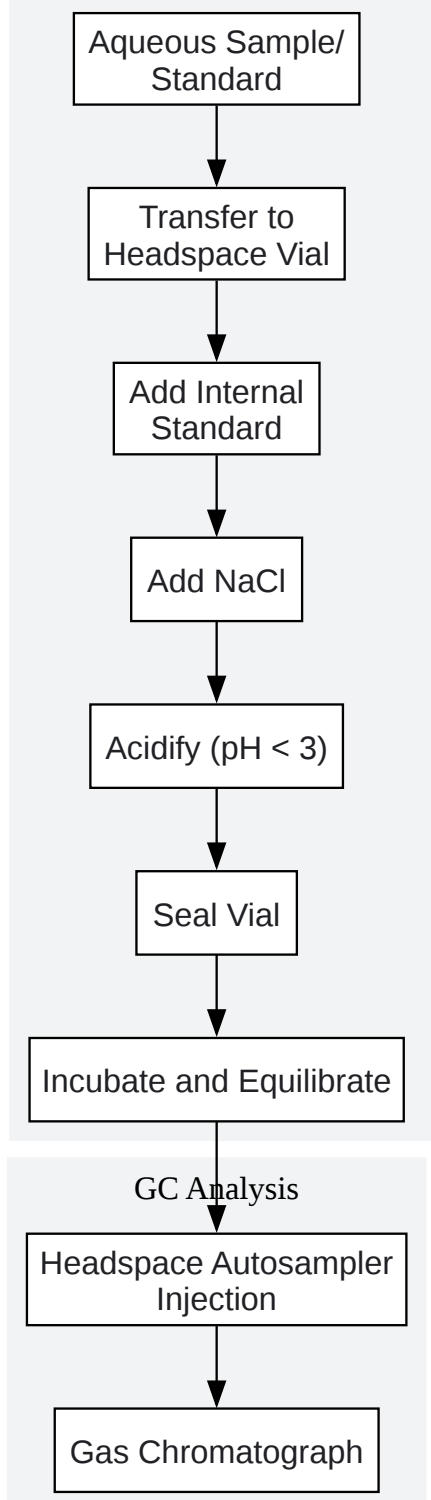 Aqueous Sample/
Standard
Transfer to
Headspace Vial
Add Internal
Standard
Add NaCl
Acidify (pH < 3)
Seal Vial
Incubate and Equilibrate
GC Analysis
Headspace Autosampler
Injection
Gas Chromatograph